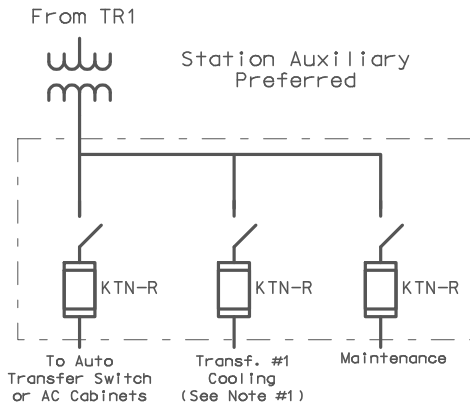 From TR1
Station Auxiliary
Preferred
KTN-R
KTN-R
KTN-R
To Auto
Transfer Switch
or AC Cabinets
Transf. #1
Cooling
(See Note #1)
Maintenance